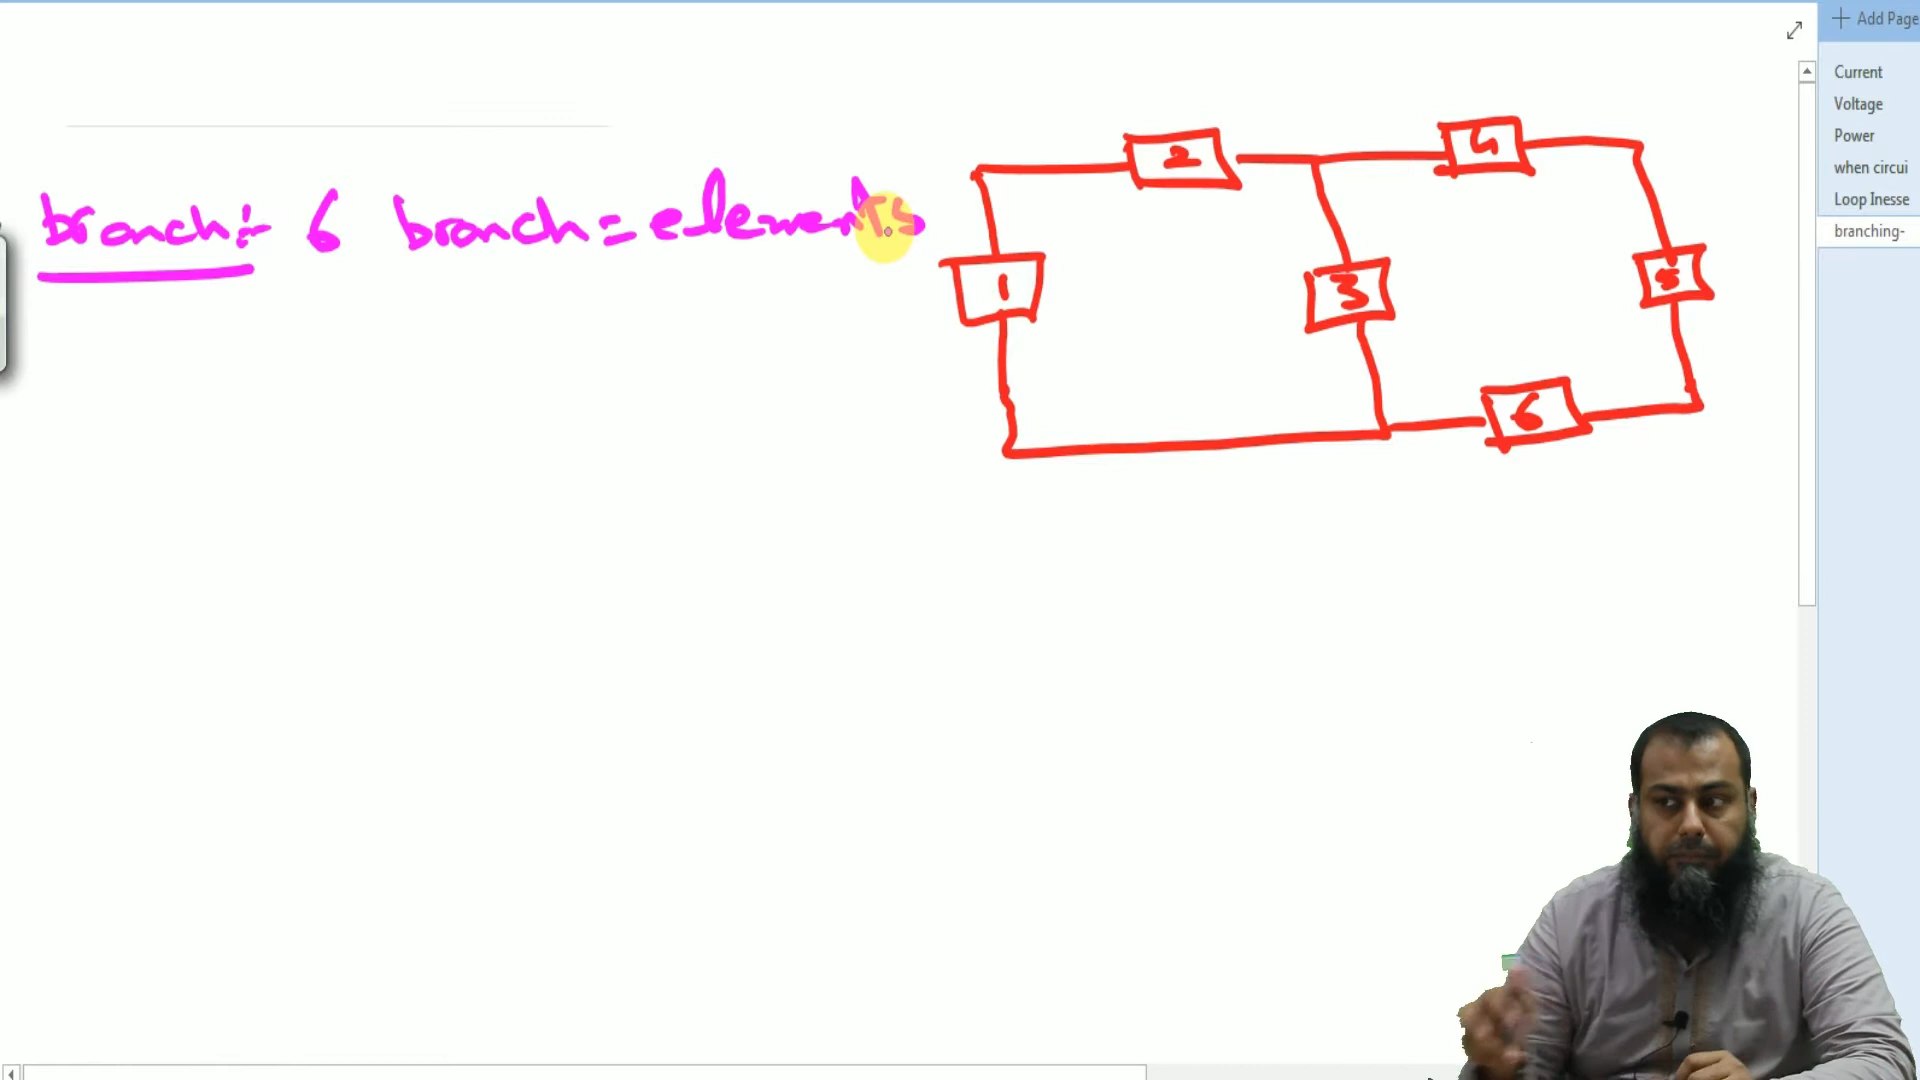 Add Page
Current
Voltage
Power
when circui
Loop Inesse
branching-
branch:- 6 branch = elements
2
4
1
3
5
6